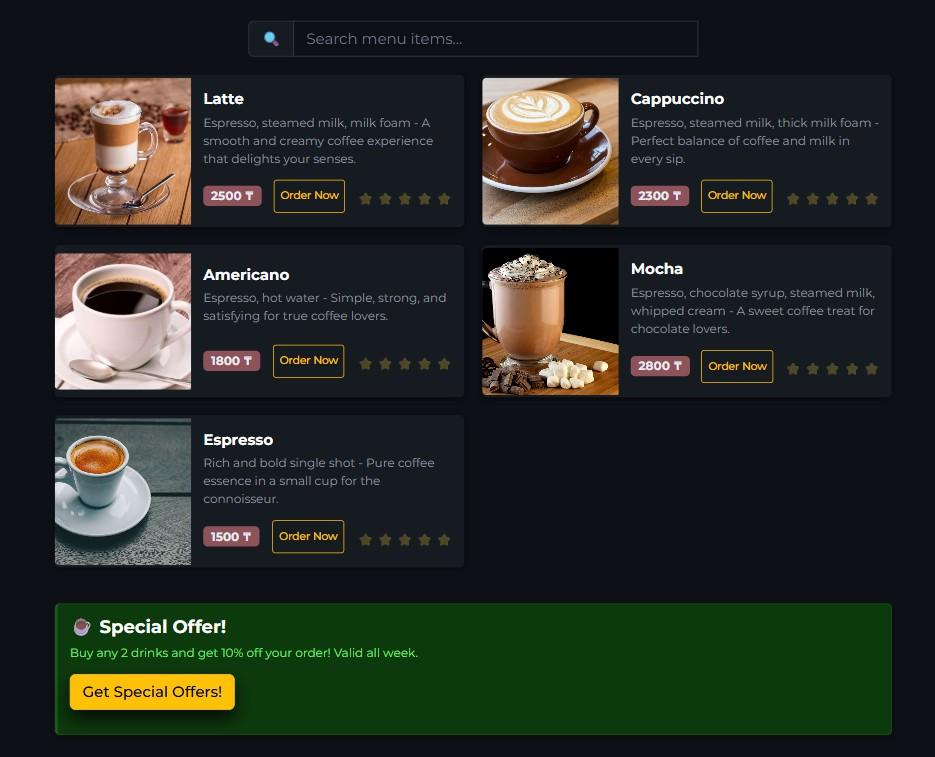 Search menu items...
Latte
Espresso, steamed milk, milk foam - A
smooth and creamy coffee experience
that delights your senses.
2500 ₸
Order Now
Cappuccino
Espresso, steamed milk, thick milk foam -
Perfect balance of coffee and milk in
every sip.
2300 ₸
Order Now
Americano
Espresso, hot water - Simple, strong, and
satisfying for true coffee lovers.
1800 ₸
Order Now
Mocha
Espresso, chocolate syrup, steamed milk,
whipped cream - A sweet coffee treat for
chocolate lovers.
2800 ₸
Order Now
Espresso
Rich and bold single shot - Pure coffee
essence in a small cup for the
connoisseur.
1500 ₸
Order Now
Special Offer!
Buy any 2 drinks and get 10% off your order! Valid all week.
Get Special Offers!